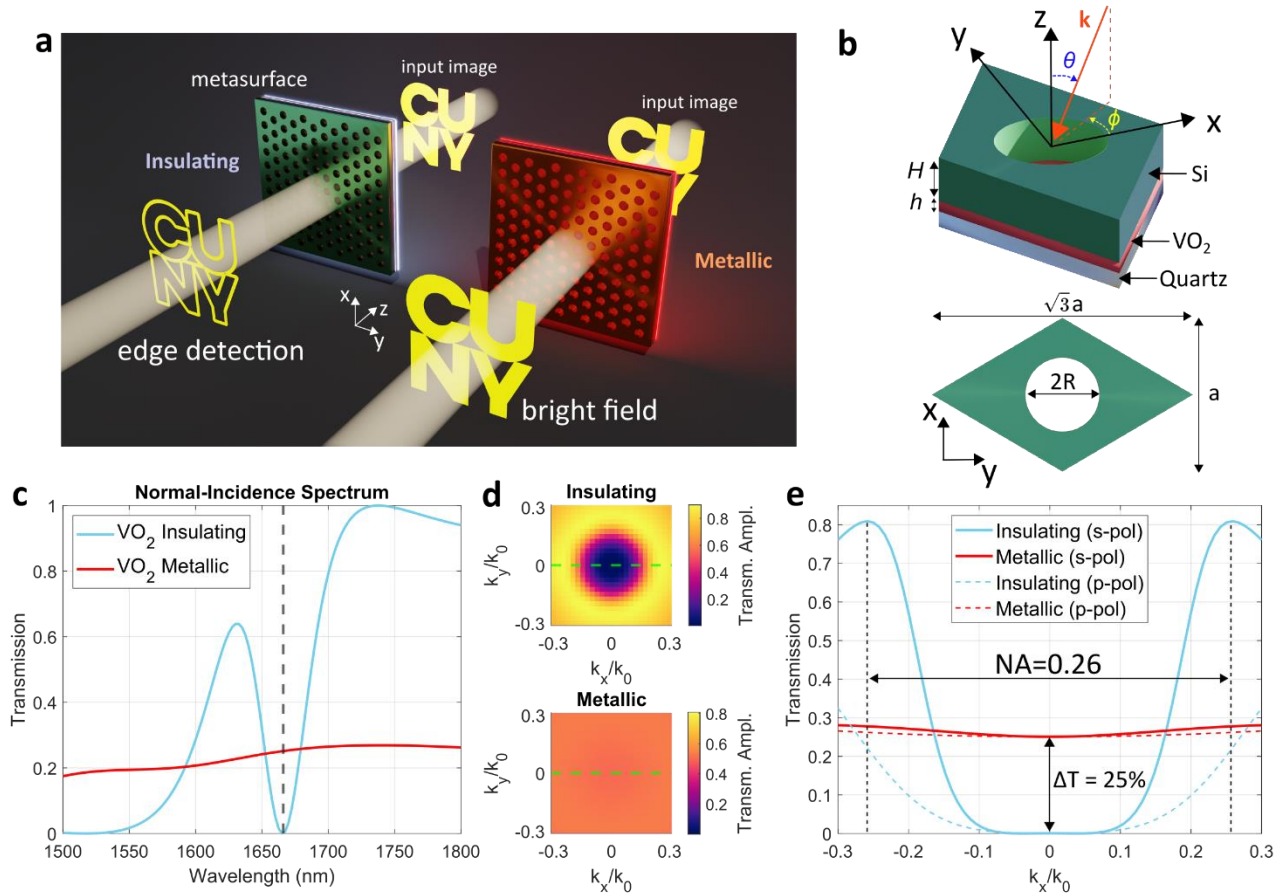 a
metasurface
input image
CU
NY
input image
CU
NY
Insulating
Metallic
CU
NY
edge detection
x
z
y
CU
NY
bright field
b
z
k
y
θ
ϕ
x
H
h
Si
VO2
Quartz
√3a
2R
a
x
y
c
Normal-Incidence Spectrum
VO2 Insulating
VO2 Metallic
Transmission
1
0.8
0.6
0.4
0.2
0
1500 1550 1600 1650 1700 1750 1800
Wavelength (nm)
d
Insulating
0.3
0
-0.3
ky/k0
-0.3 0 0.3
kx/k0
0.8
0.6
0.4
0.2
Transm. Ampl.
Metallic
0.3
0
-0.3
ky/k0
-0.3 0 0.3
kx/k0
0.8
0.6
0.4
0.2
Transm. Ampl.
e
Insulating (s-pol)
Metallic (s-pol)
Insulating (p-pol)
Metallic (p-pol)
NA=0.26
ΔT = 25%
Transmission
0.8
0.7
0.6
0.5
0.4
0.3
0.2
0.1
0
-0.3 -0.2 -0.1 0 0.1 0.2 0.3
kx/k0